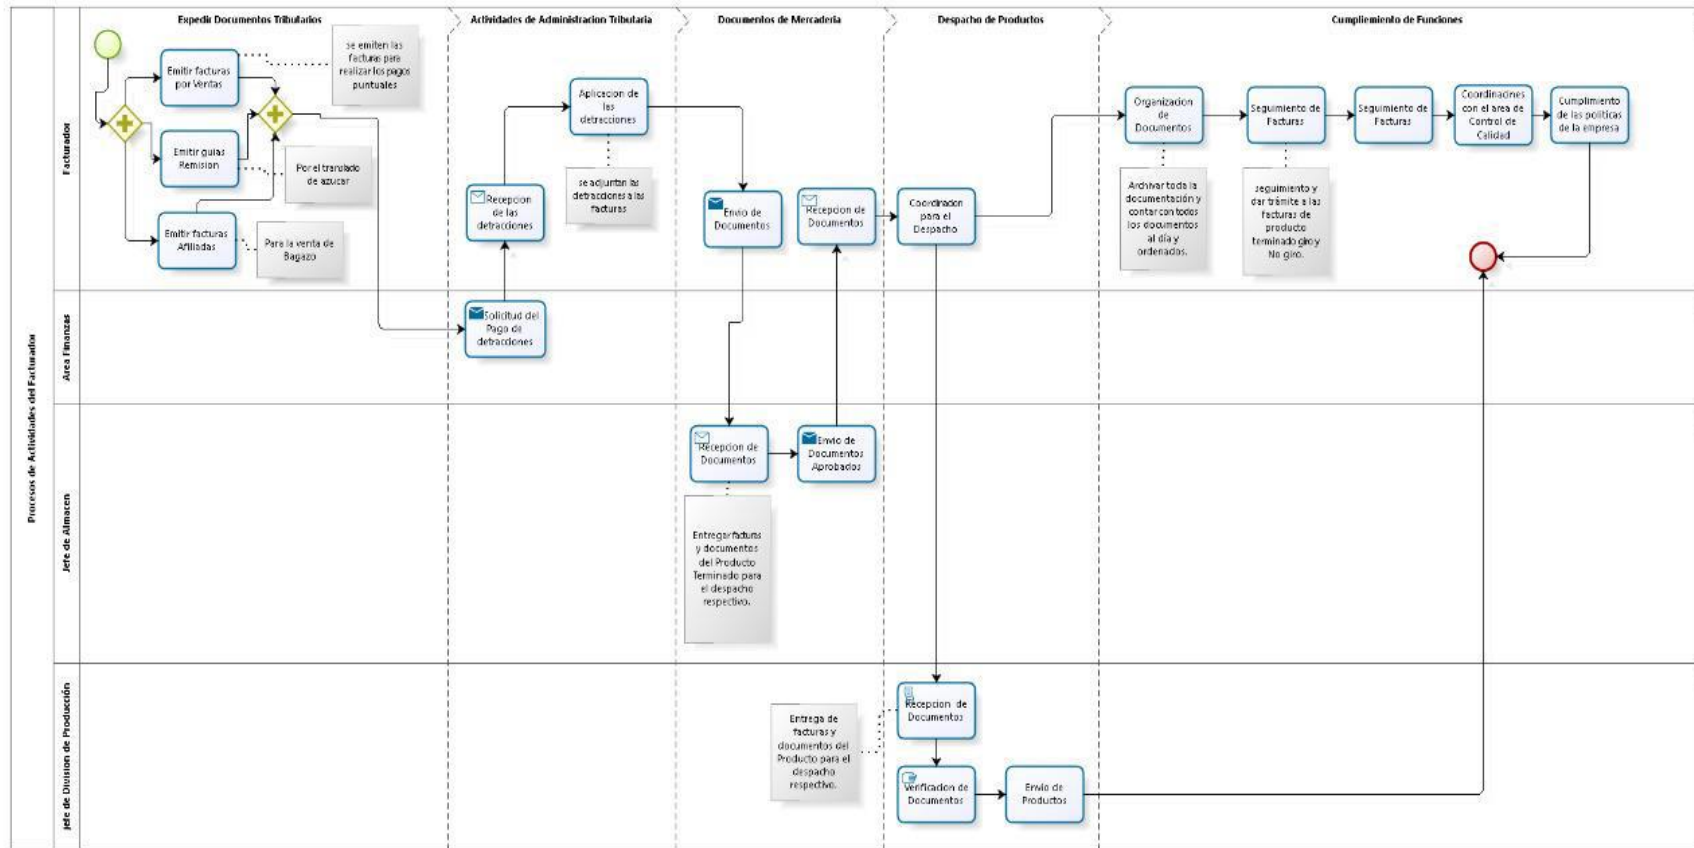 Expedir Documentos Tributarios
Actividades de Administracion Tributaria
Documentos de Mercaderia
Despacho de Productos
Cumpliemiento de Funciones
Procesos de Actividades del Facturador
Facturador
Emitir facturas
por Ventas
se emiten las
facturas para
realizar los pagos
puntuales
Emitir guias
Remision
Por el translado
de azucar
Emitir facturas
Afiliadas
Para la venta de
Bagazo
Aplicacion de
las
detracciones
se adjuntan las
detracciones a las
facturas
Recepcion
de las
detracciones
Envio de
Documentos
Recepcion de
Documentos
Coordinacion
para el
Despacho
Organizacion
de
Documentos
Archivar toda la
documentación y
contar con todos
los documentos
al día y
ordenados.
Seguimiento de
Facturas
seguimiento y
dar trámite a las
facturas de
producto
terminado giro y
No giro.
Seguimiento de
Facturas
Coordinacines
con el area de
Control de
Calidad
Cumplimiento
de las politicas
de la empresa
Area Finanzas
Solicitud del
Pago de
detracciones
Jefe de Almacen
Recepcion de
Documentos
Envio de
Documentos
Aprobados
Entregar facturas
y documentos
del Producto
Terminado para
el despacho
respectivo.
Jefe de Division de Producción
Entrega de
facturas y
documentos del
Producto para el
despacho
respectivo.
Recepcion de
Documentos
Verificacion de
Documentos
Envio de
Productos